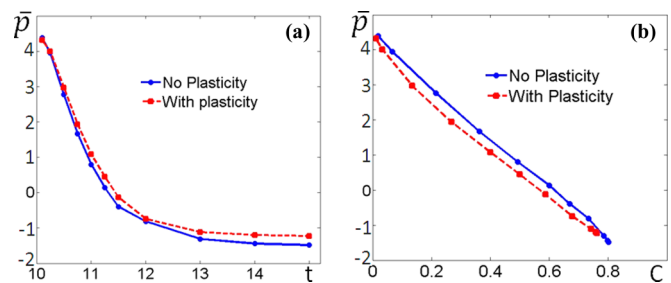 p̄ (a)
4
3
2
1
0
-1
-2
No Plasticity
With plasticity
10 11 12 13 14 t
p̄ (b)
4
3
2
1
0
-1
-2
No Plasticity
With Plasticity
0 0.2 0.4 0.6 0.8 C